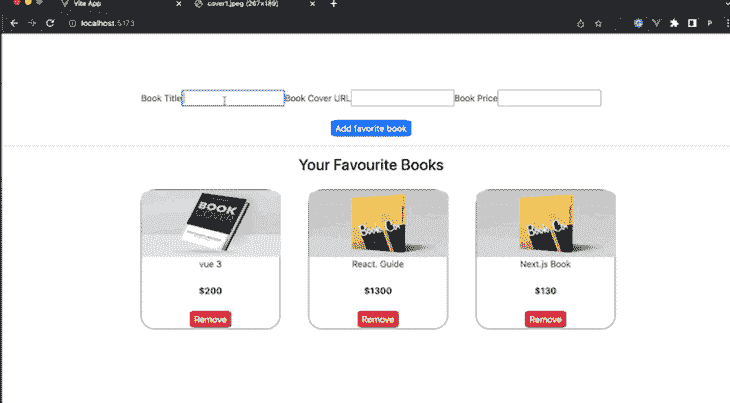 Vite App
cover1.jpeg (267×189)
localhost:5173
P
Book Title Book Cover URL Book Price
Add favorite book
Your Favourite Books
BOOK
COVER
vue 3 React. Guide Next.js Book
$200 $1300 $130
Remove Remove Remove